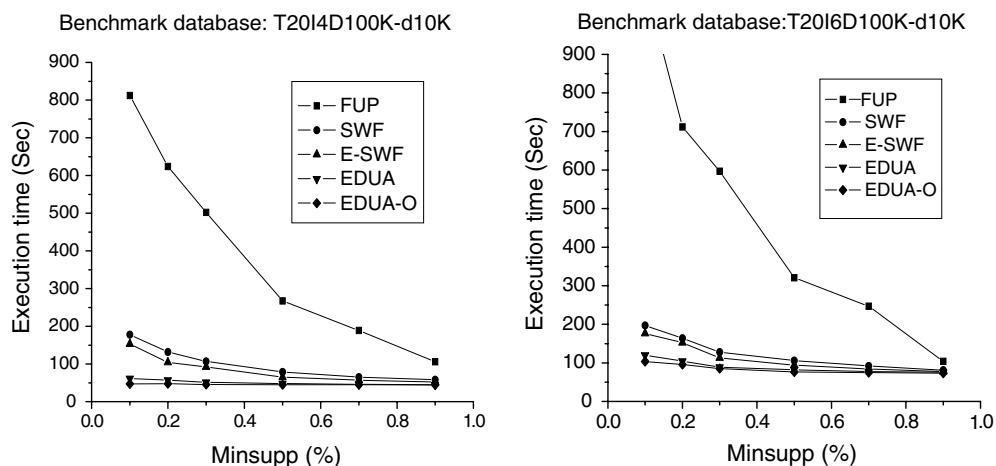 Benchmark database: T20I4D100K-d10K
900
800
700
600
500
400
300
200
100
0
Execution time (Sec)
FUP
SWF
E-SWF
EDUA
EDUA-O
0.0 0.2 0.4 0.6 0.8 1.0
Minsupp (%)
Benchmark database:T20I6D100K-d10K
900
800
700
600
500
400
300
200
100
0
Execution time (Sec)
FUP
SWF
E-SWF
EDUA
EDUA-O
0.0 0.2 0.4 0.6 0.8 1.0
Minsupp (%)